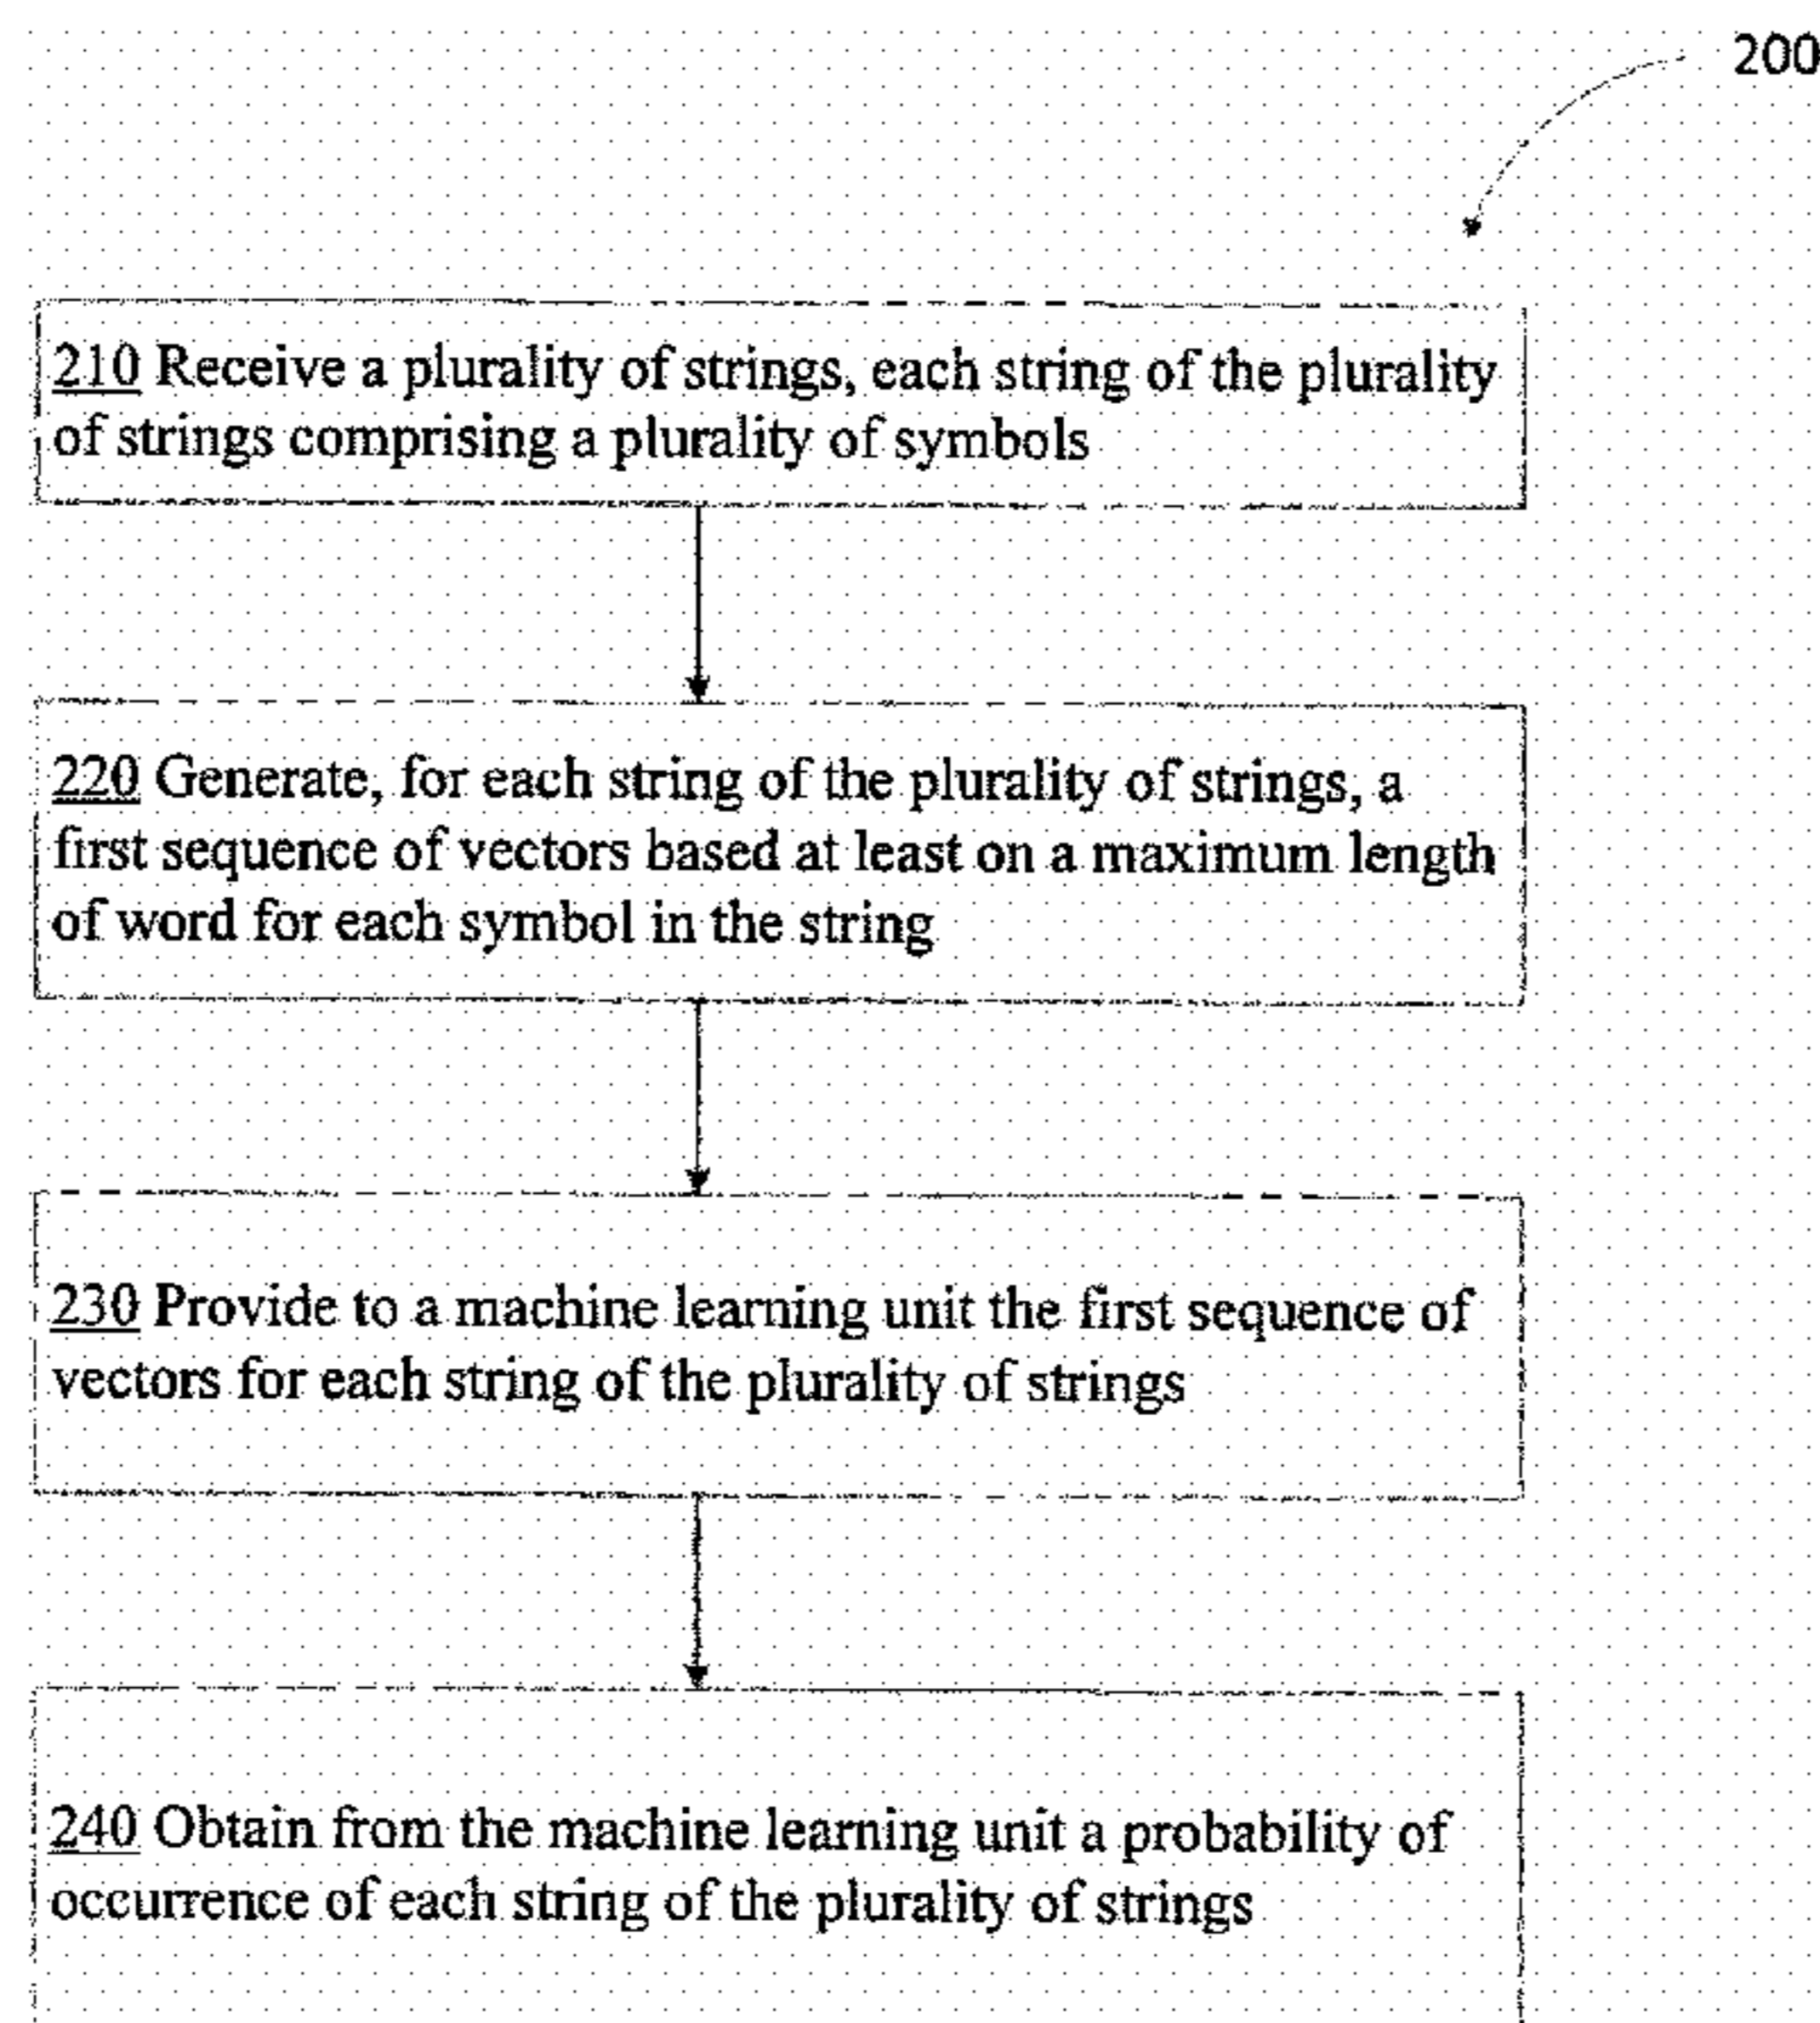 200
210 Receive a plurality of strings, each string of the plurality
of strings comprising a plurality of symbols
220 Generate, for each string of the plurality of strings, a
first sequence of vectors based at least on a maximum length
of word for each symbol in the string
230 Provide to a machine learning unit the first sequence of
vectors for each string of the plurality of strings
240 Obtain from the machine learning unit a probability of
occurrence of each string of the plurality of strings